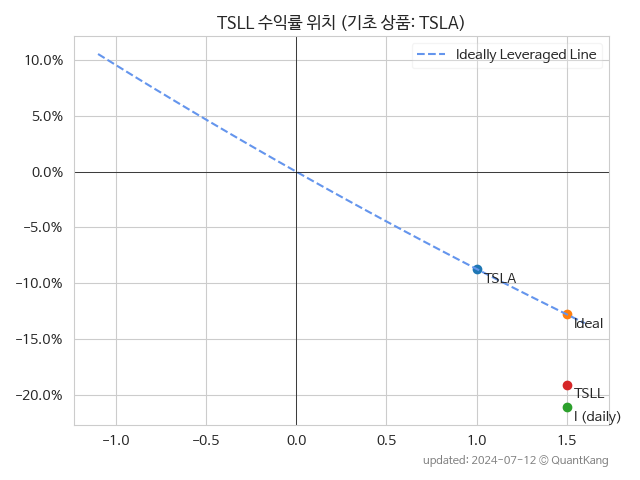 TSLL 수익률 위치 (기초 상품: TSLA)
Ideally Leveraged Line
10.0%
5.0%
0.0%
−5.0%
−10.0%
−15.0%
−20.0%
TSLA
Ideal
TSLL
I (daily)
−1.0 −0.5 0.0 0.5 1.0 1.5
updated: 2024-07-12 © QuantKang